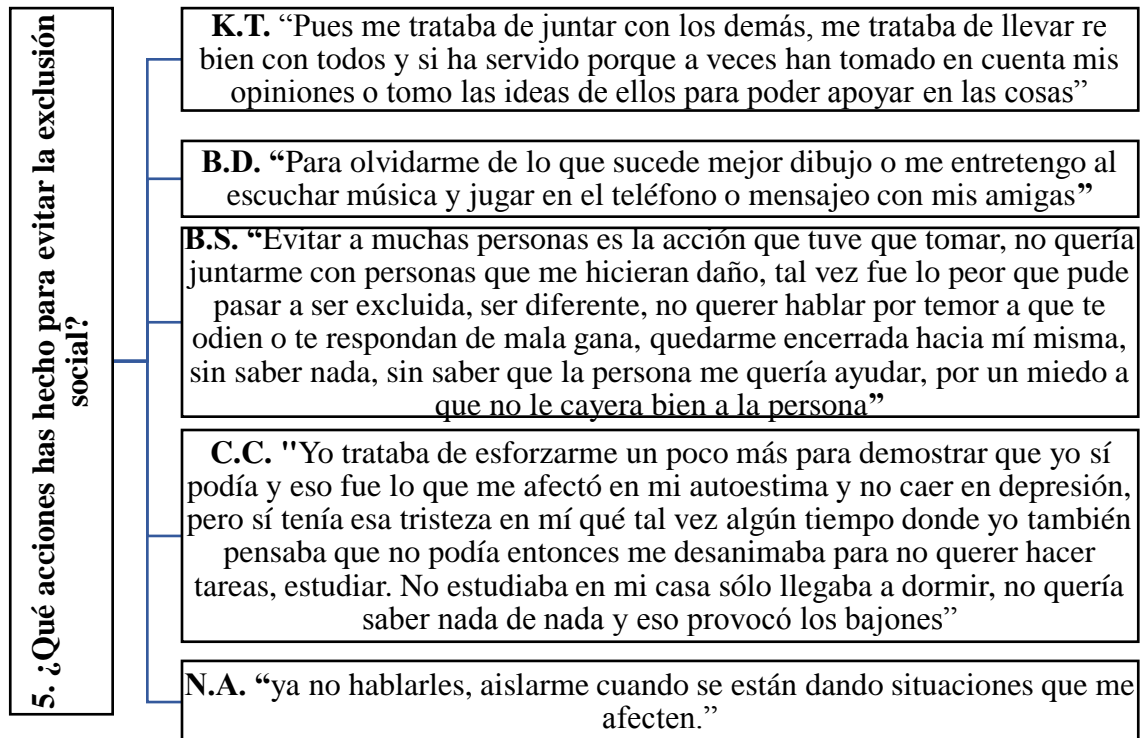 5. ¿Qué acciones has hecho para evitar la exclusión
social?
K.T. “Pues me trataba de juntar con los demás, me trataba de llevar re
bien con todos y si ha servido porque a veces han tomado en cuenta mis
opiniones o tomo las ideas de ellos para poder apoyar en las cosas”
B.D. “Para olvidarme de lo que sucede mejor dibujo o me entretengo al
escuchar música y jugar en el teléfono o mensajeo con mis amigas”
B.S. “Evitar a muchas personas es la acción que tuve que tomar, no quería
juntarme con personas que me hicieran daño, tal vez fue lo peor que pude
pasar a ser excluida, ser diferente, no querer hablar por temor a que te
odien o te respondan de mala gana, quedarme encerrada hacia mí misma,
sin saber nada, sin saber que la persona me quería ayudar, por un miedo a
que no le cayera bien a la persona”
C.C. "Yo trataba de esforzarme un poco más para demostrar que yo sí
podía y eso fue lo que me afectó en mi autoestima y no caer en depresión,
pero sí tenía esa tristeza en mí qué tal vez algún tiempo donde yo también
pensaba que no podía entonces me desanimaba para no querer hacer
tareas, estudiar. No estudiaba en mi casa sólo llegaba a dormir, no quería
saber nada de nada y eso provocó los bajones”
N.A. “ya no hablarles, aislarme cuando se están dando situaciones que me
afecten.”